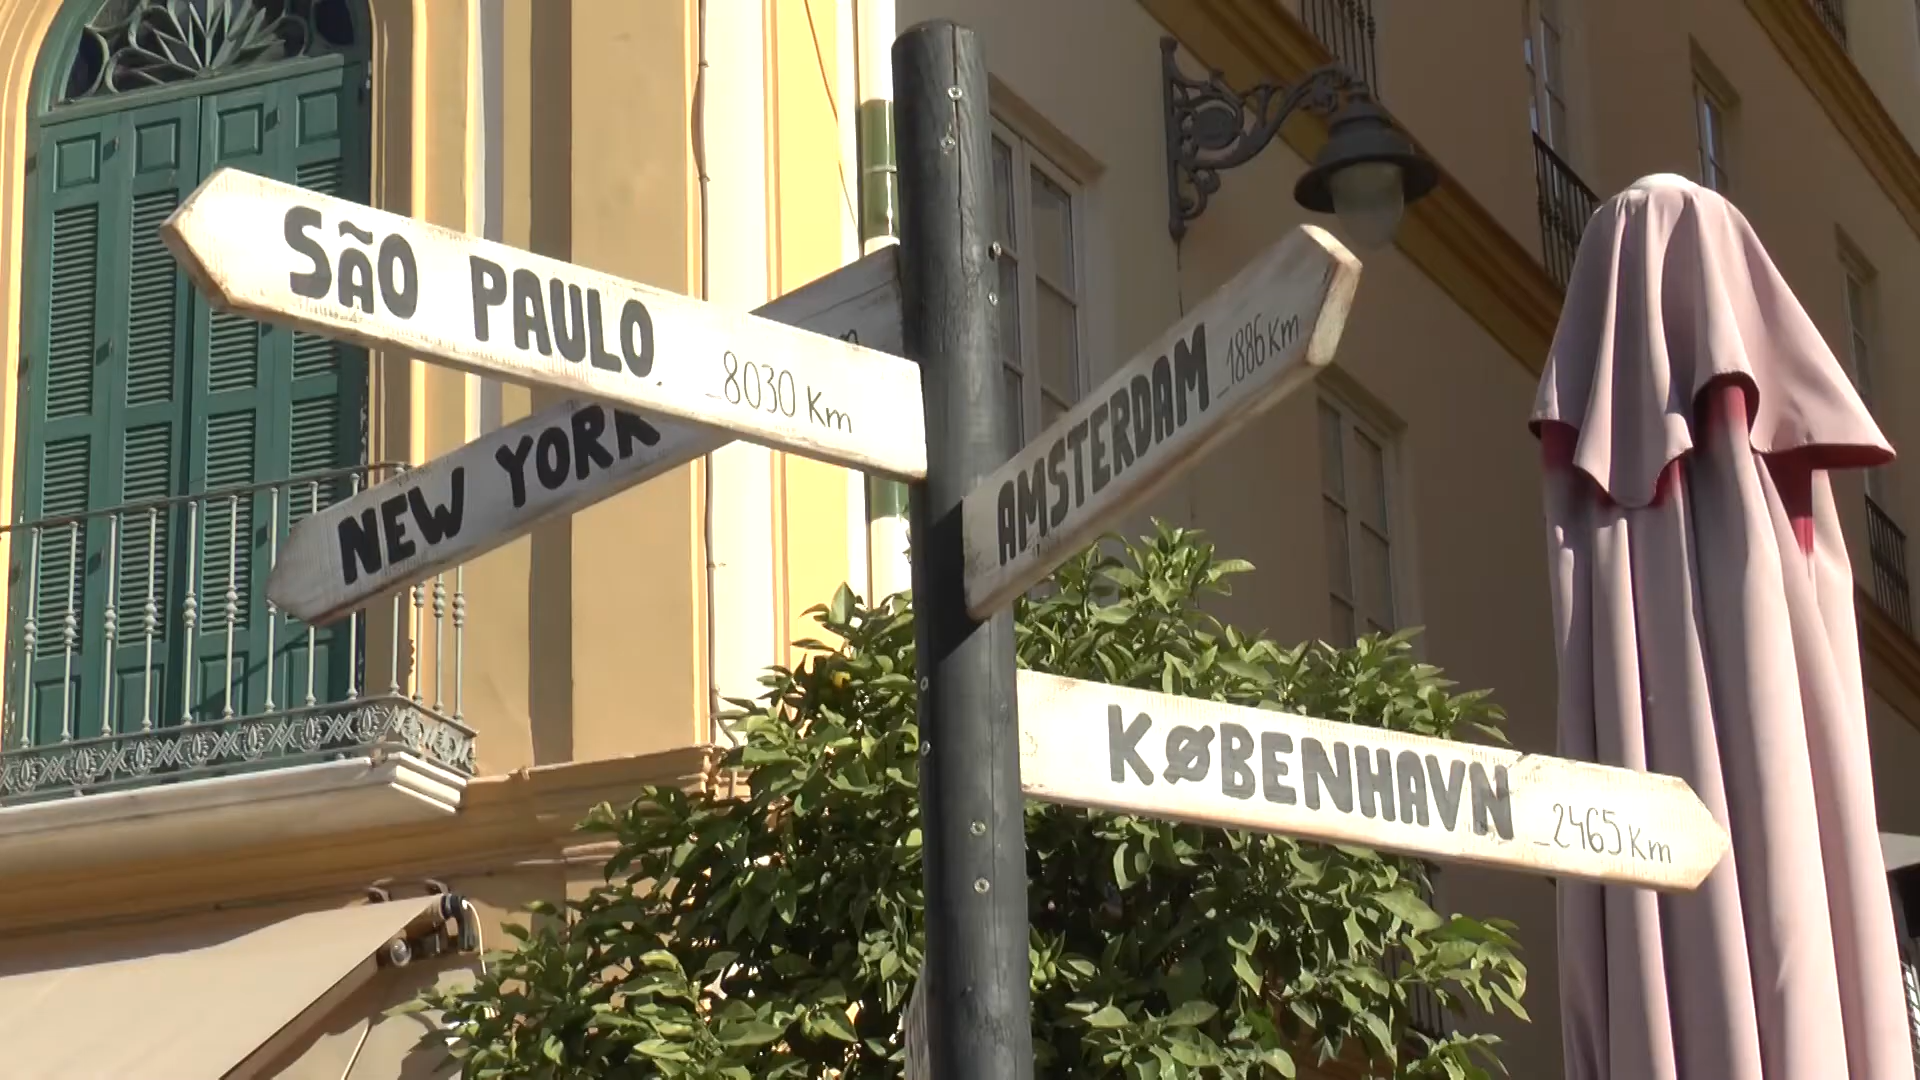 SÃO PAULO 8030 Km
NEW YORK
AMSTERDAM 1886 Km
KØBENHAVN 2465 Km